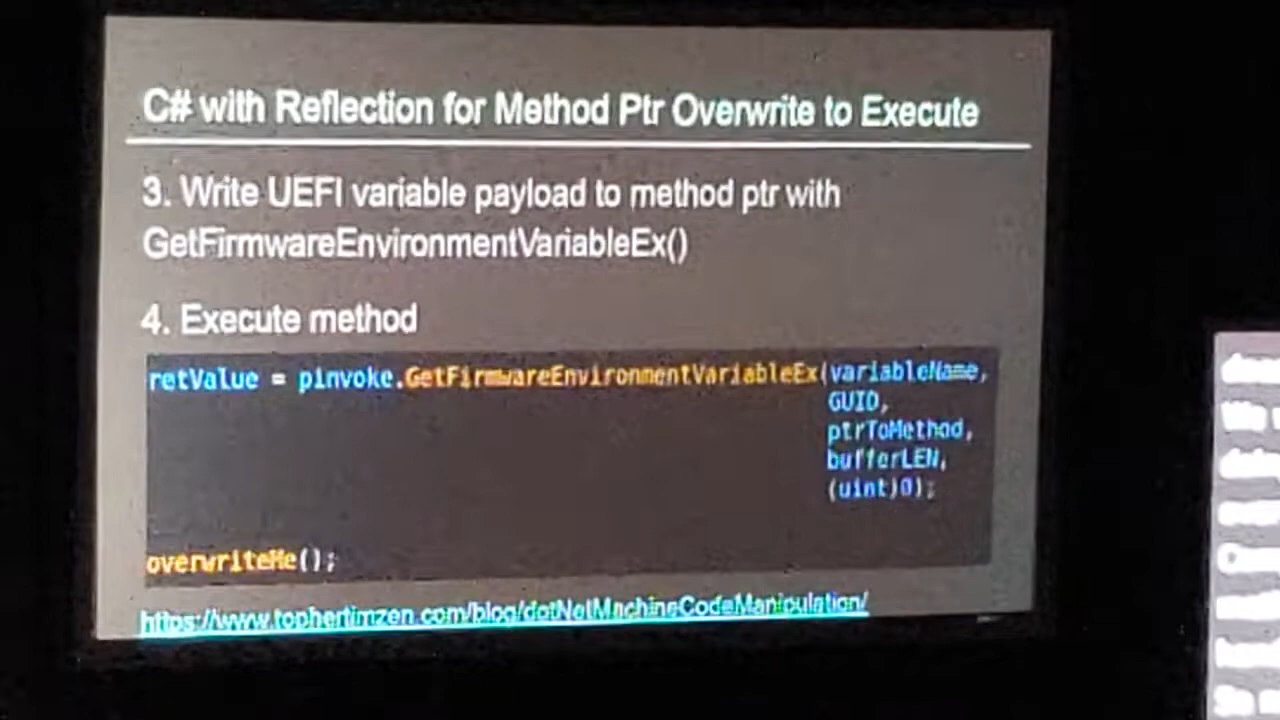 C# with Reflection for Method Ptr Overwrite to Execute
3. Write UEFI variable payload to method ptr with
GetFirmwareEnvironmentVariableEx()
4. Execute method
retValue = pinvoke.GetFirmwareEnvironmentVariableEx(variableName,
GUID,
ptrToMethod,
bufferLEN,
(uint)0);
overwriteMe();
https://www.tophertimzen.com/blog/dotNetMachineCodeManipulation/